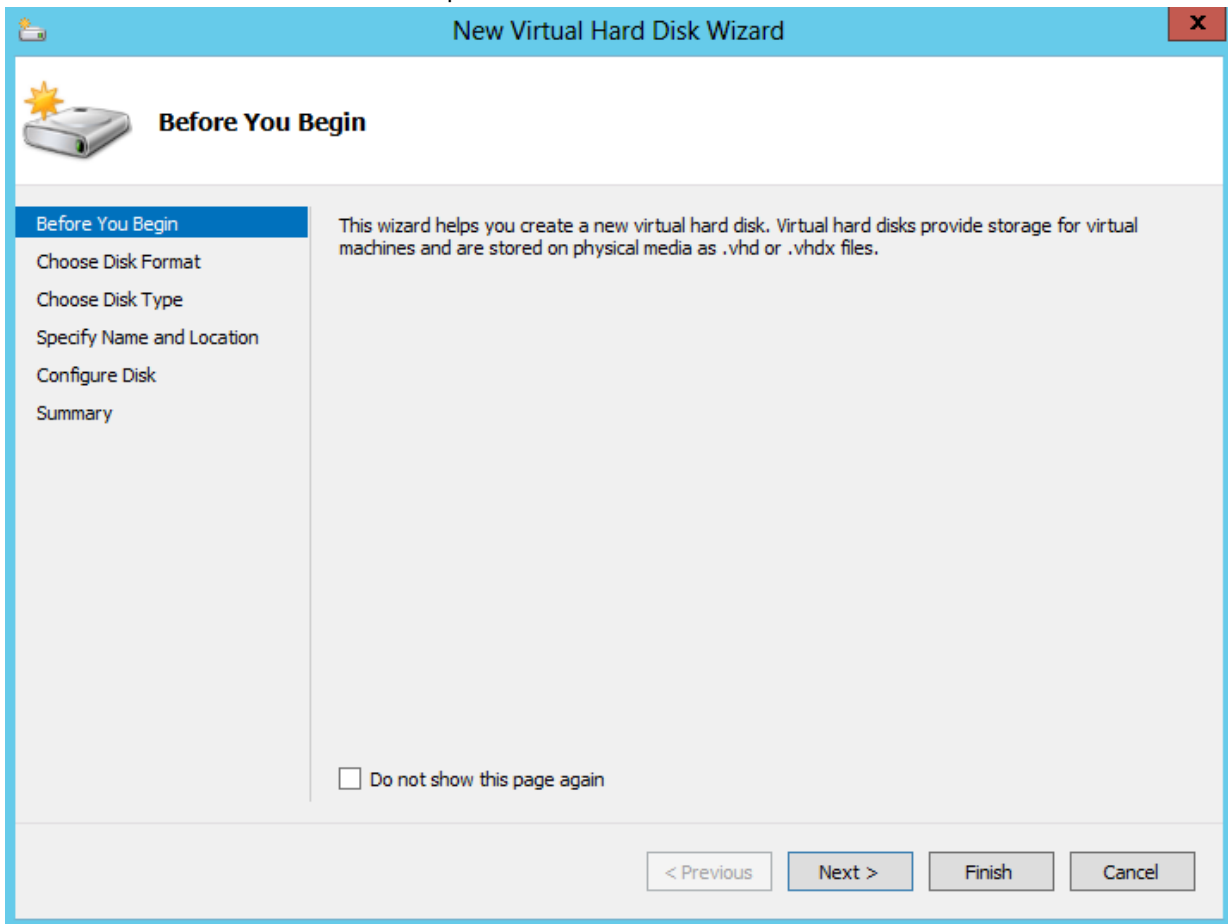 New Virtual Hard Disk Wizard
x
Before You Begin
Before You Begin
Choose Disk Format
Choose Disk Type
Specify Name and Location
Configure Disk
Summary
This wizard helps you create a new virtual hard disk. Virtual hard disks provide storage for virtual
machines and are stored on physical media as .vhd or .vhdx files.
Do not show this page again
< Previous
Next >
Finish
Cancel